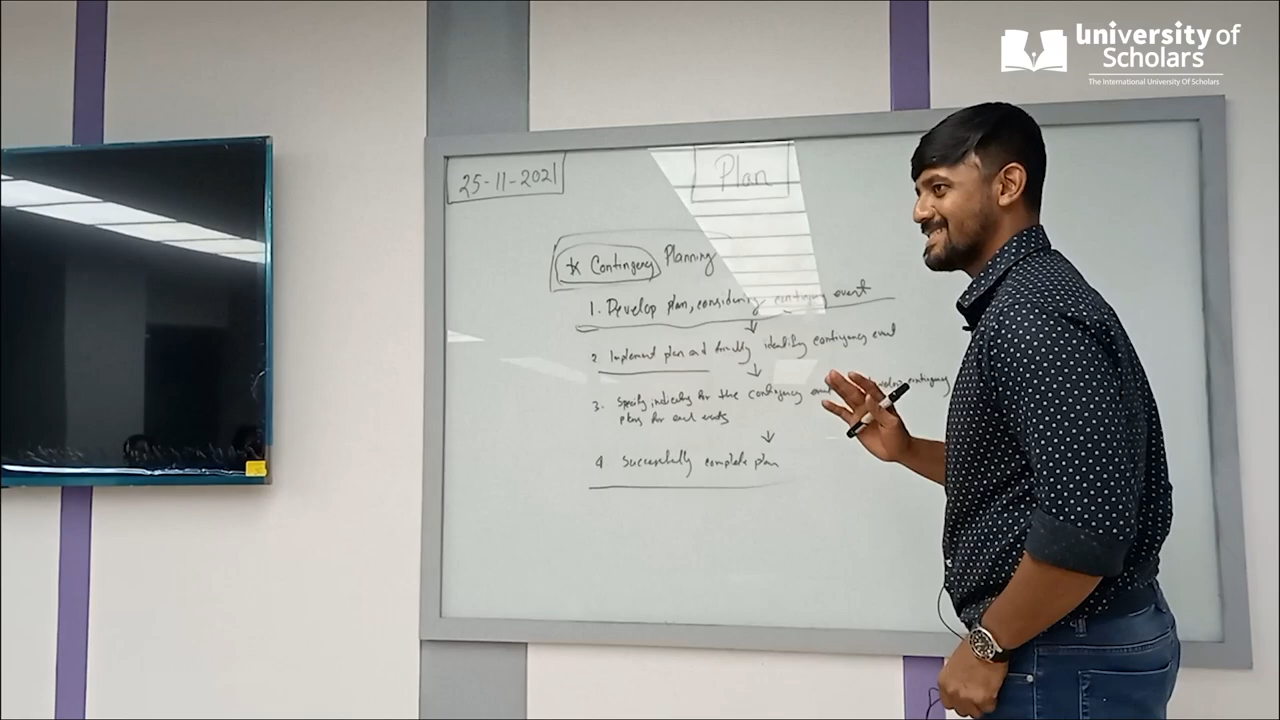 university of
Scholars
The International University Of Scholars
25-11-2021
Plan
* Contingency Planning
1. Develop plan, considering contingency event
2 Implement plan and formally identify contingency event
3. Specify indicators for the contingency develop contingency
plans for each events
4 Successfully complete plan